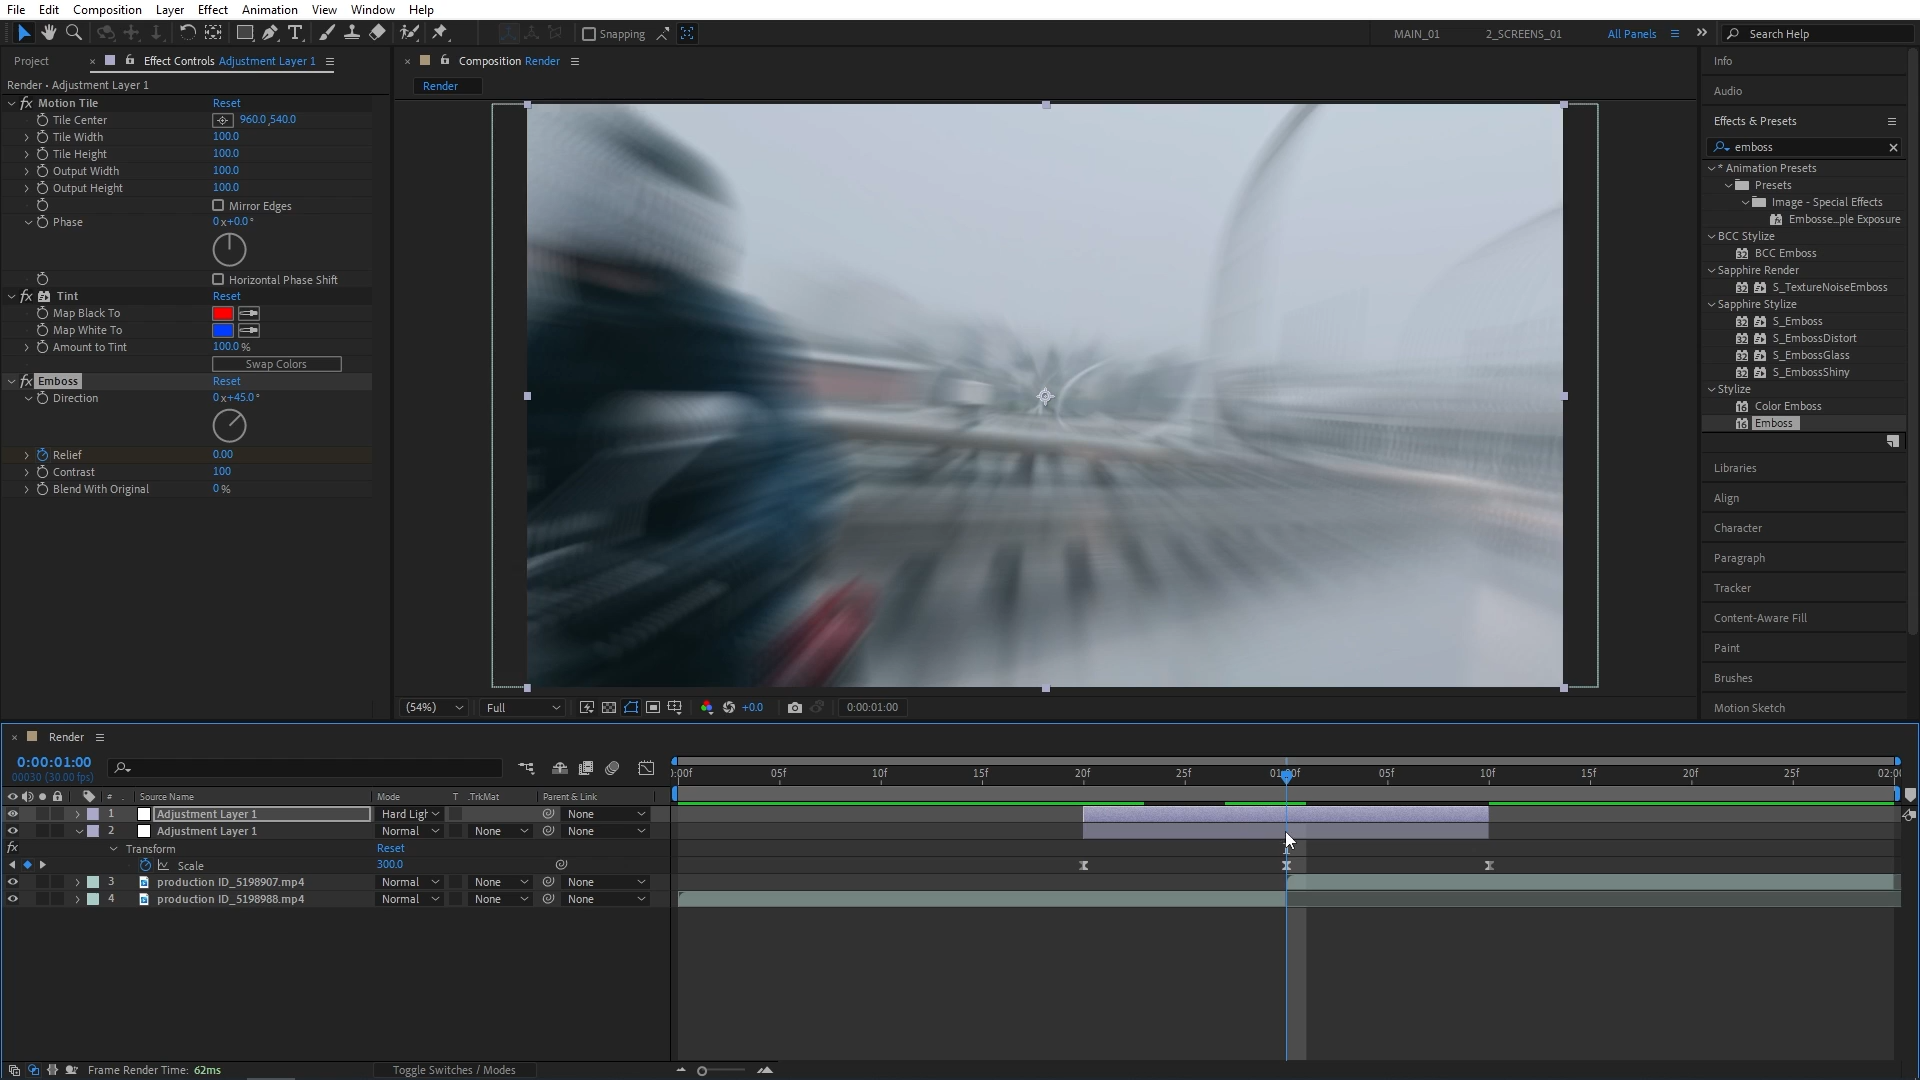 File Edit Composition Layer Effect Animation View Window Help
Snapping MAIN_01 2_SCREENS_01 All Panels Search Help
Project Effect Controls Adjustment Layer 1
Render • Adjustment Layer 1
Motion Tile Reset
Tile Center 960.0,540.0
Tile Width 100.0
Tile Height 100.0
Output Width 100.0
Output Height 100.0
Mirror Edges
Phase 0x+0.0°
Horizontal Phase Shift
Tint Reset
Map Black To
Map White To
Amount to Tint 100.0 %
Swap Colors
Emboss Reset
Direction 0x+45.0°
Relief 0.00
Contrast 100
Blend With Original 0 %
Composition Render
Render
(54%) Full +0.0 0:00:01:00
Info
Audio
Effects & Presets
emboss
* Animation Presets
Presets
Image - Special Effects
Embosse...ple Exposure
BCC Stylize
BCC Emboss
Sapphire Render
S_TextureNoiseEmboss
Sapphire Stylize
S_Emboss
S_EmbossDistort
S_EmbossGlass
S_EmbossShiny
Stylize
Color Emboss
Emboss
Libraries
Align
Character
Paragraph
Tracker
Content-Aware Fill
Paint
Brushes
Motion Sketch
Render
0:00:01:00
00030 (30.00 fps)
:00f 05f 10f 15f 20f 25f 05f 10f 15f 20f 25f 02:0
# Source Name Mode T .TrkMat Parent & Link
1 Adjustment Layer 1 Hard Ligh None
2 Adjustment Layer 1 Normal None None
Transform Reset
Scale 300.0
3 production ID_5198907.mp4 Normal None None
4 production ID_5198988.mp4 Normal None None
Frame Render Time: 62ms Toggle Switches / Modes